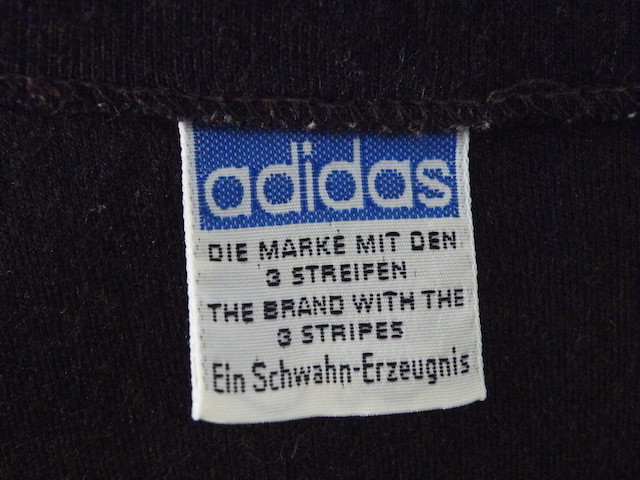 adidas
DIE MARKE MIT DEN
3 STREIFEN
THE BRAND WITH THE
3 STRIPES
Ein Schwahn-Erzeugnis